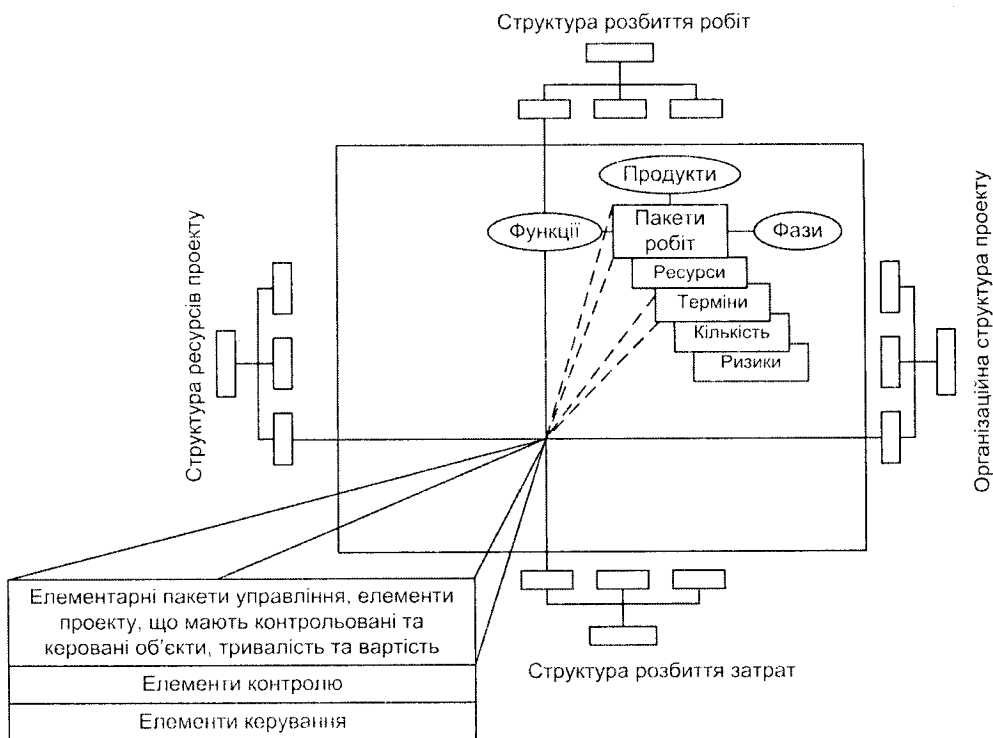 Структура розбиття робіт
Продукти
Функції
Пакети
робіт
Фази
Ресурси
Терміни
Кількість
Ризики
Структура ресурсів проекту
Організаційна структура проекту
Елементарні пакети управління, елементи
проекту, що мають контрольовані та
керовані об'єкти, тривалість та вартість
Елементи контролю
Елементи керування
Структура розбиття затрат